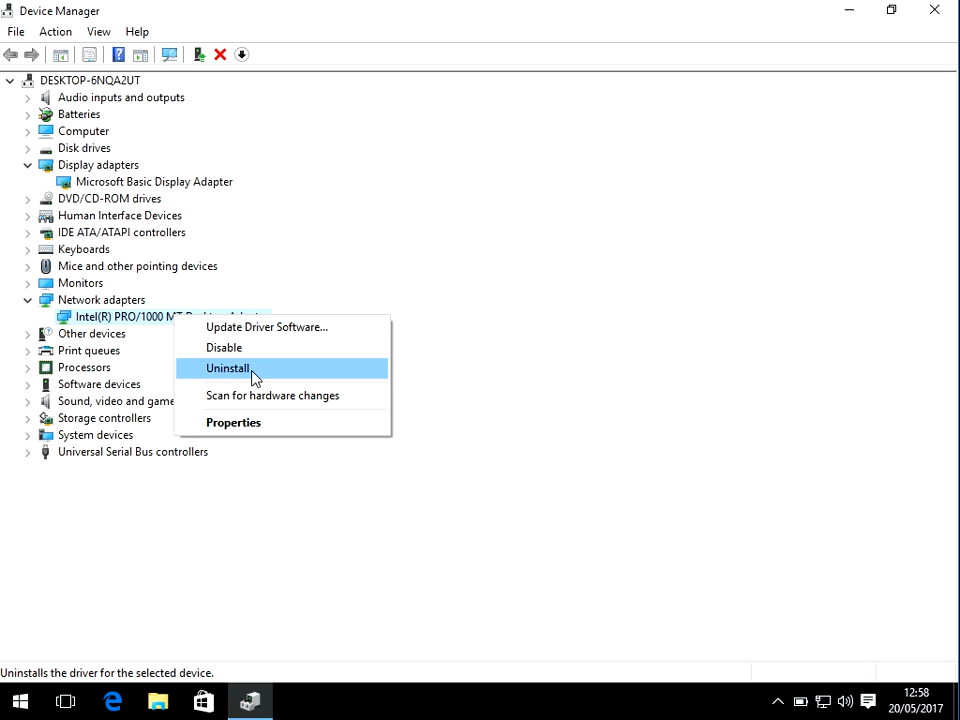 Device Manager
File Action View Help
DESKTOP-6NQA2UT
Audio inputs and outputs
Batteries
Computer
Disk drives
Display adapters
Microsoft Basic Display Adapter
DVD/CD-ROM drives
Human Interface Devices
IDE ATA/ATAPI controllers
Keyboards
Mice and other pointing devices
Monitors
Network adapters
Intel(R) PRO/1000
Other devices
Print queues
Processors
Software devices
Sound, video and game
Storage controllers
System devices
Universal Serial Bus controllers
Update Driver Software...
Disable
Uninstall
Scan for hardware changes
Properties
Uninstalls the driver for the selected device.
12:58
20/05/2017